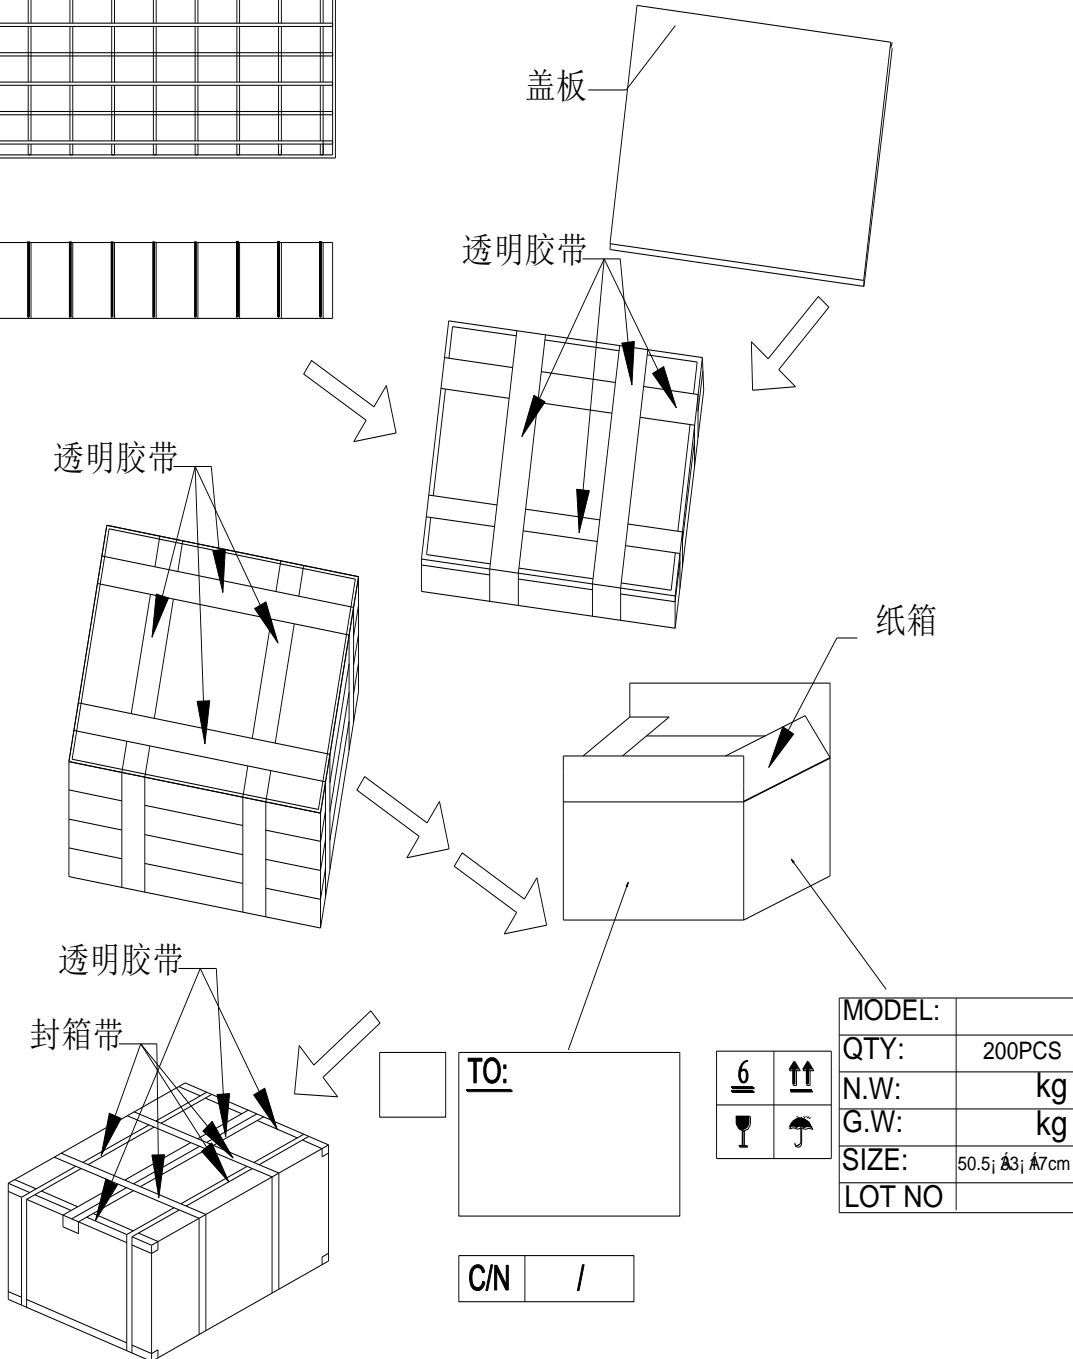 盖板
透明胶带
透明胶带
纸箱
透明胶带
封箱带
MODEL:
QTY: 200PCS
N.W: kg
G.W: kg
SIZE:
LOT NO
TO:
6
C/N /